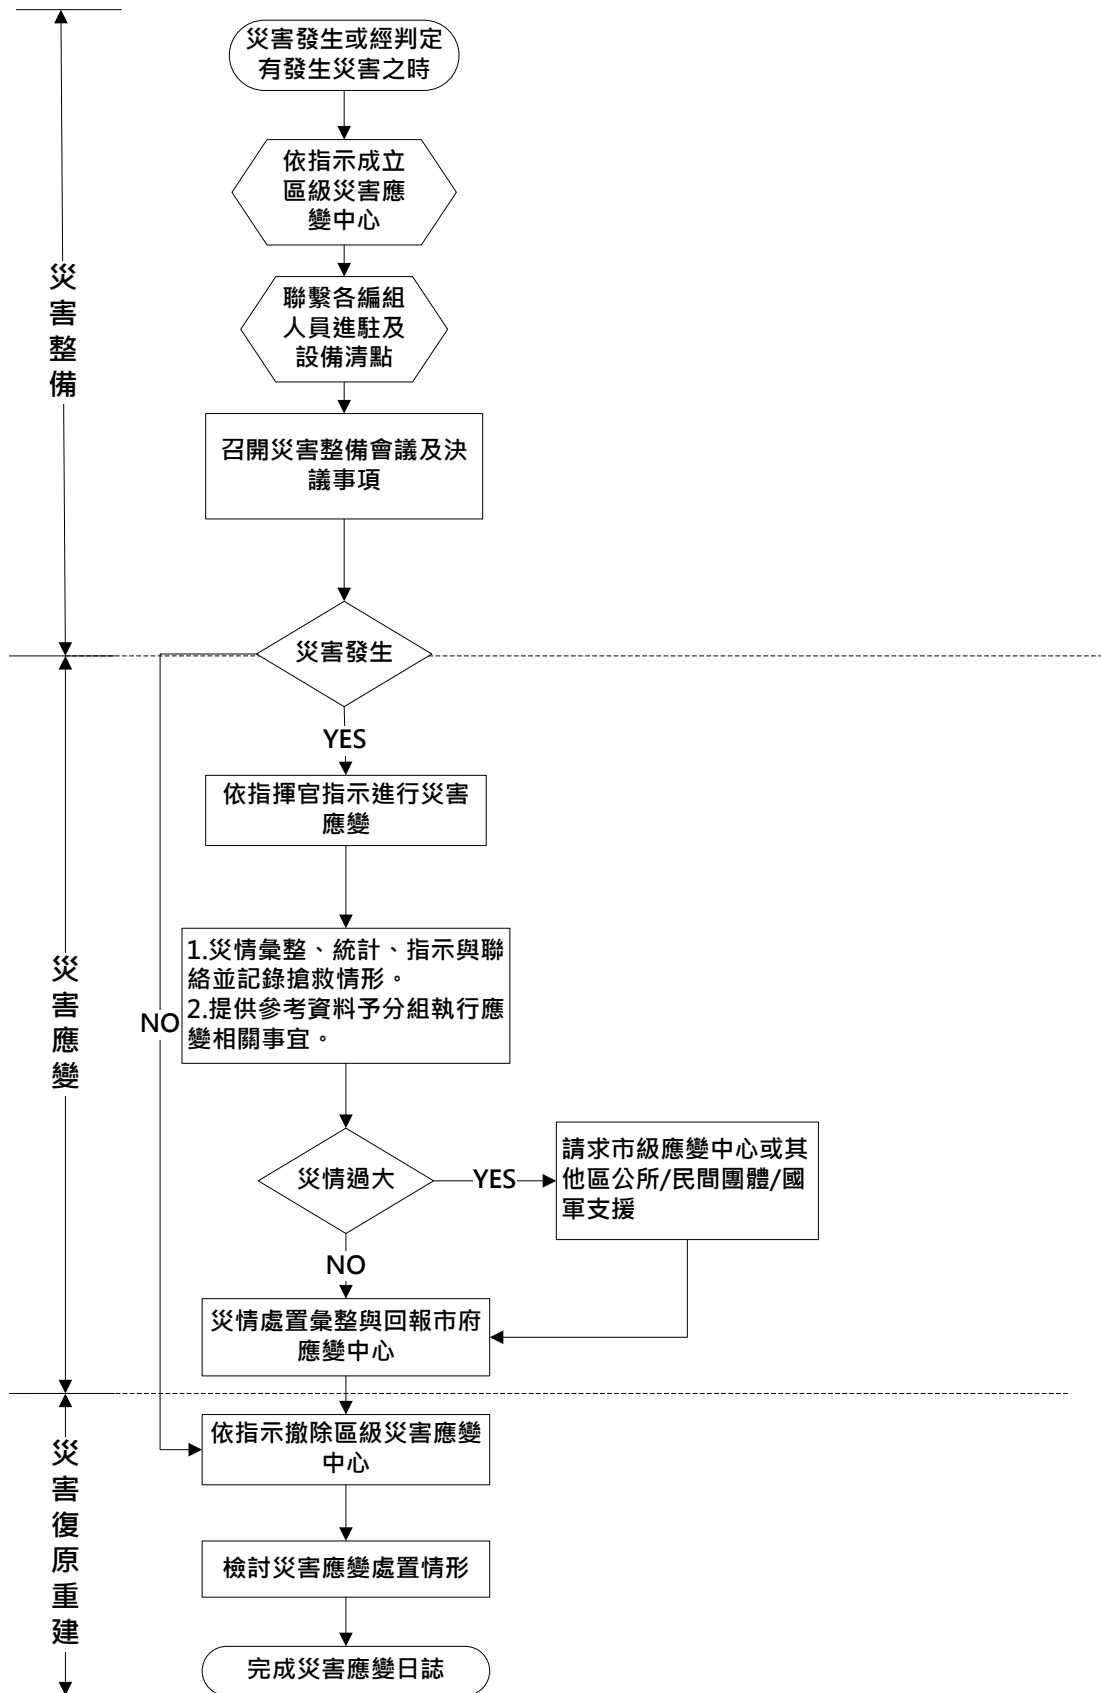 災害發生或經判定
有發生災害之時
依指示成立
區級災害應
變中心
聯繫各編組
人員進駐及
設備清點
災害整備
召開災害整備會議及決
議事項
災害發生
YES
依指揮官指示進行災害
應變
1.災情彙整、統計、指示與聯
絡並記錄搶救情形。
2.提供參考資料予分組執行應
變相關事宜。
災害應變
NO
災情過大
YES
請求市級應變中心或其
他區公所/民間團體/國
軍支援
NO
災情處置彙整與回報市府
應變中心
依指示撤除區級災害應變
中心
災害復原重建
檢討災害應變處置情形
完成災害應變日誌